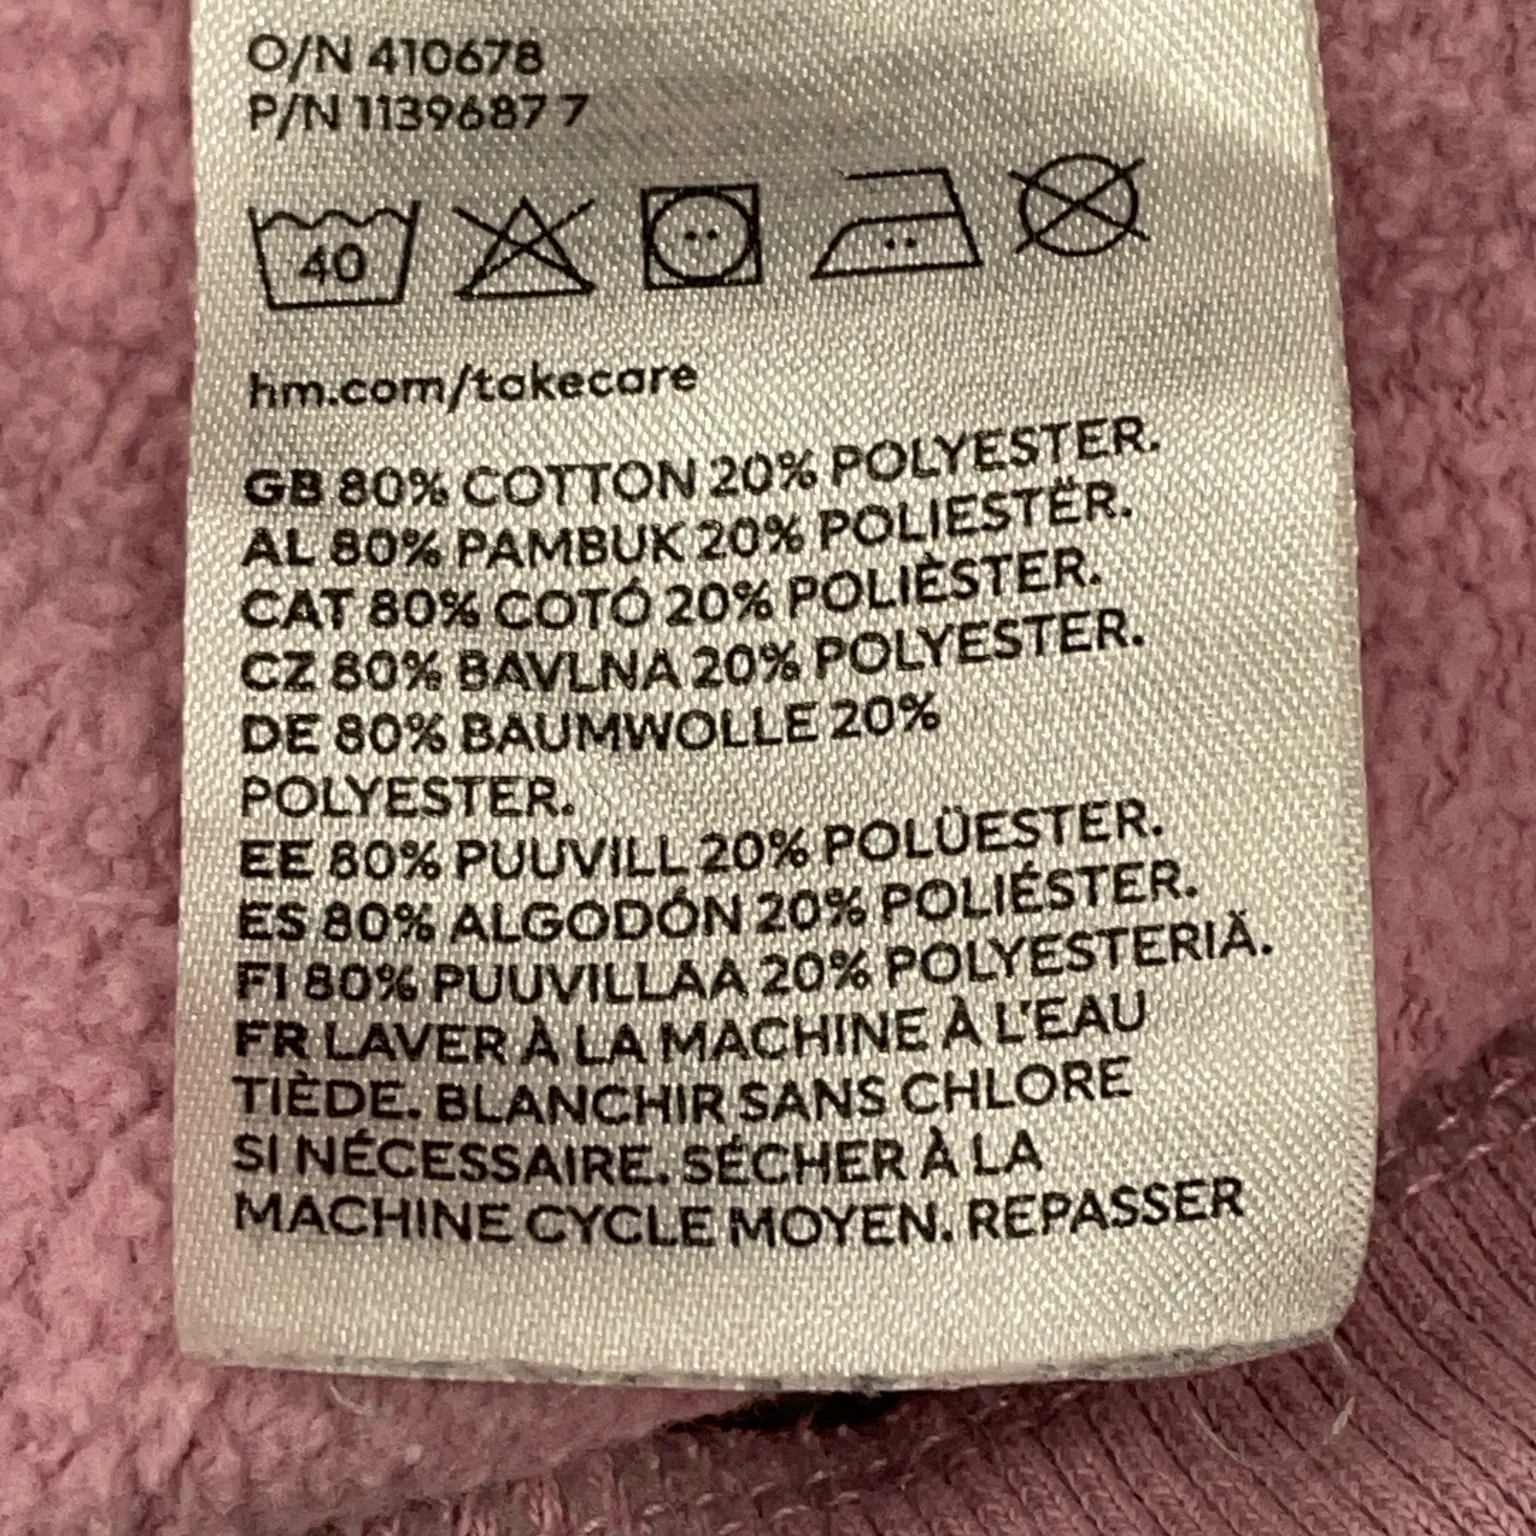 O/N 410678
P/N 1139687 7
40
hm.com/takecare
GB 80% COTTON 20% POLYESTER.
AL 80% PAMBUK 20% POLIESTËR.
CAT 80% COTÓ 20% POLIÈSTER.
CZ 80% BAVLNA 20% POLYESTER.
DE 80% BAUMWOLLE 20%
POLYESTER.
EE 80% PUUVILL 20% POLÜESTER.
ES 80% ALGODÓN 20% POLIÉSTER.
FI 80% PUUVILLAA 20% POLYESTERIÄ.
FR LAVER À LA MACHINE À L'EAU
TIÈDE. BLANCHIR SANS CHLORE
SI NÉCESSAIRE. SÉCHER À LA
MACHINE CYCLE MOYEN. REPASSER